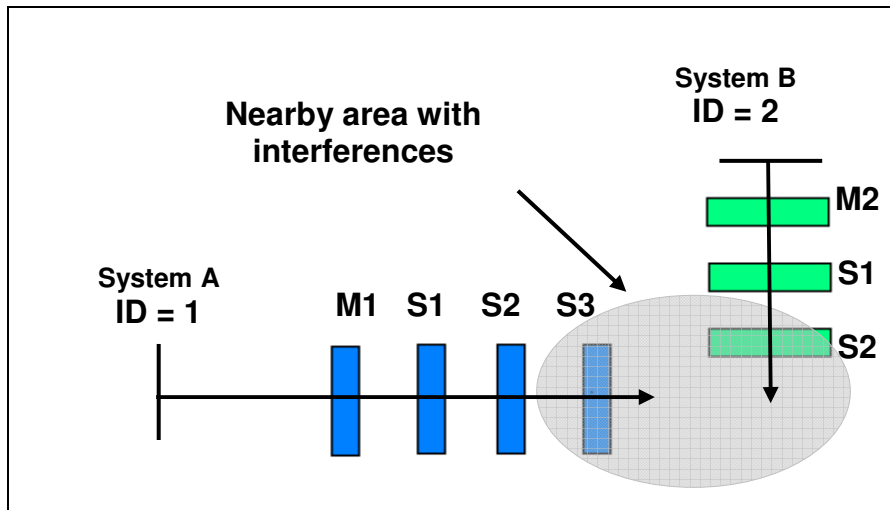 System B
ID = 2
Nearby area with
interferences
M2
S1
S2
System A
ID = 1
M1 S1 S2 S3